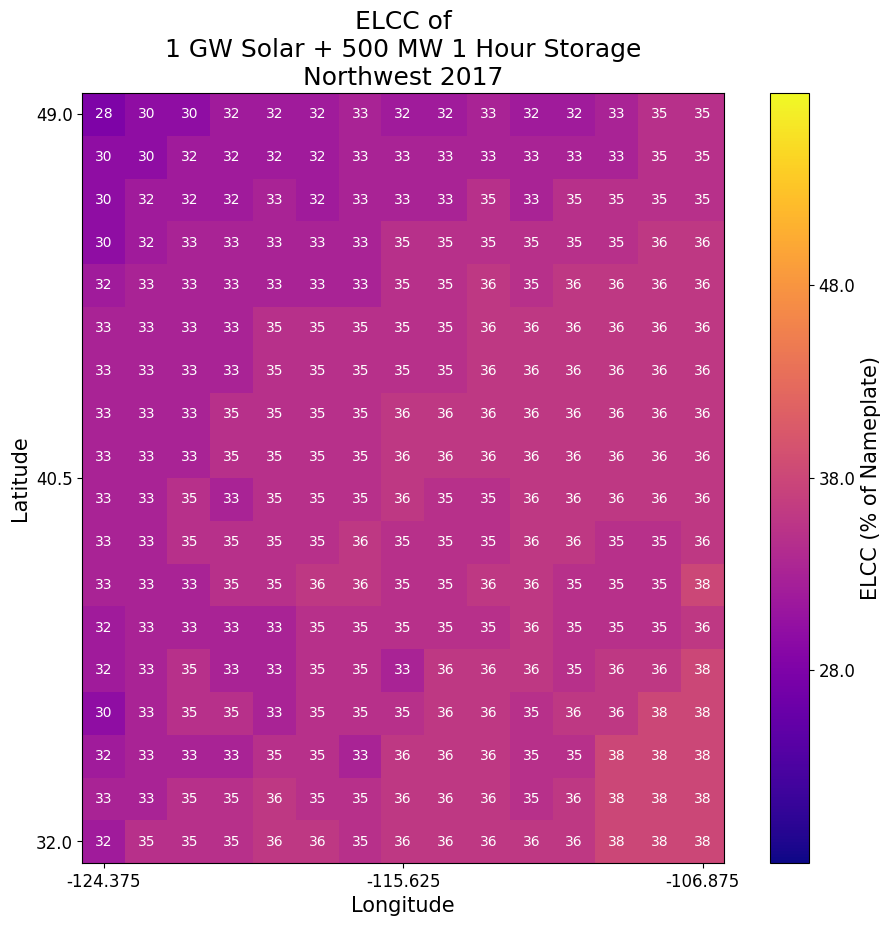 ELCC of
1 GW Solar + 500 MW 1 Hour Storage
Northwest 2017
49.0
40.5
32.0
Latitude
28 30 30 32 32 32 33 32 32 33 32 32 33 35 35
30 30 32 32 32 32 33 33 33 33 33 33 33 35 35
30 32 32 32 33 32 33 33 33 35 33 35 35 35 35
30 32 33 33 33 33 33 35 35 35 35 35 35 36 36
32 33 33 33 33 33 33 35 35 36 35 36 36 36 36
33 33 33 33 35 35 35 35 35 36 36 36 36 36 36
33 33 33 33 35 35 35 35 35 36 36 36 36 36 36
33 33 33 35 35 35 35 36 36 36 36 36 36 36 36
33 33 33 35 35 35 35 36 36 36 36 36 36 36 36
33 33 35 33 35 35 35 36 35 35 36 36 36 36 36
33 33 35 35 35 35 36 35 35 35 36 36 35 35 36
33 33 33 35 35 36 36 35 35 36 36 35 35 35 38
32 33 33 33 33 35 35 35 35 35 36 35 35 35 36
32 33 35 33 33 35 35 33 36 36 36 35 36 36 38
30 33 35 35 33 35 35 35 36 36 35 36 36 38 38
32 33 33 33 35 35 33 36 36 36 35 35 38 38 38
33 33 35 35 36 35 35 36 36 36 35 36 38 38 38
32 35 35 35 36 36 35 36 36 36 36 36 38 38 38
-124.375 -115.625 -106.875
Longitude
48.0
38.0
28.0
ELCC (% of Nameplate)